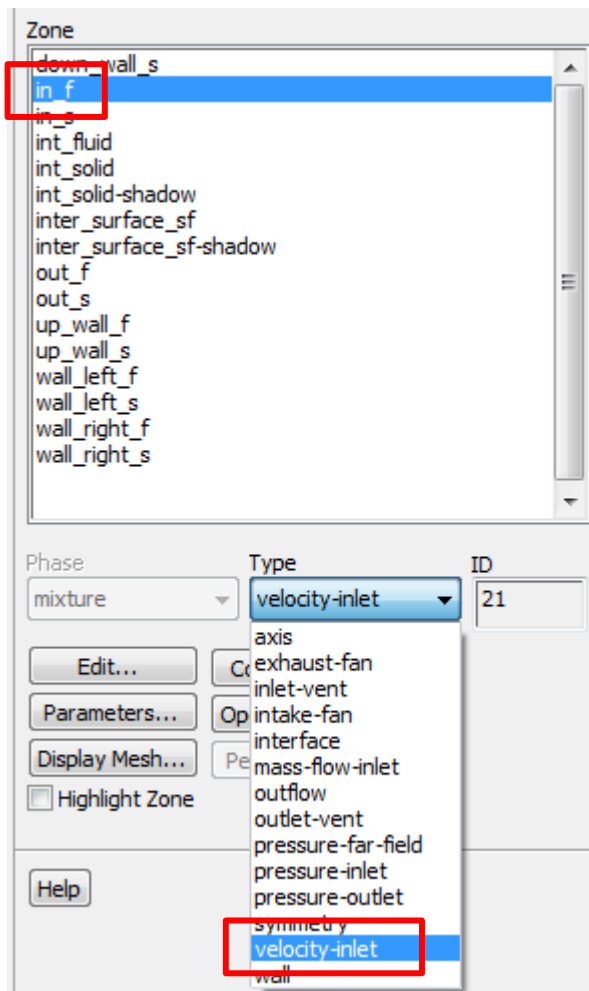 Zone
down_wall_s
in_f
in_s
int_fluid
int_solid
int_solid-shadow
inter_surface_sf
inter_surface_sf-shadow
out_f
out_s
up_wall_f
up_wall_s
wall_left_f
wall_left_s
wall_right_f
wall_right_s
Phase Type ID
mixture velocity-inlet 21
axis
Edit... exhaust-fan
inlet-vent
Parameters... intake-fan
interface
Display Mesh... mass-flow-inlet
Highlight Zone outflow
outlet-vent
pressure-far-field
pressure-inlet
Help pressure-outlet
symmetry
velocity-inlet
wall